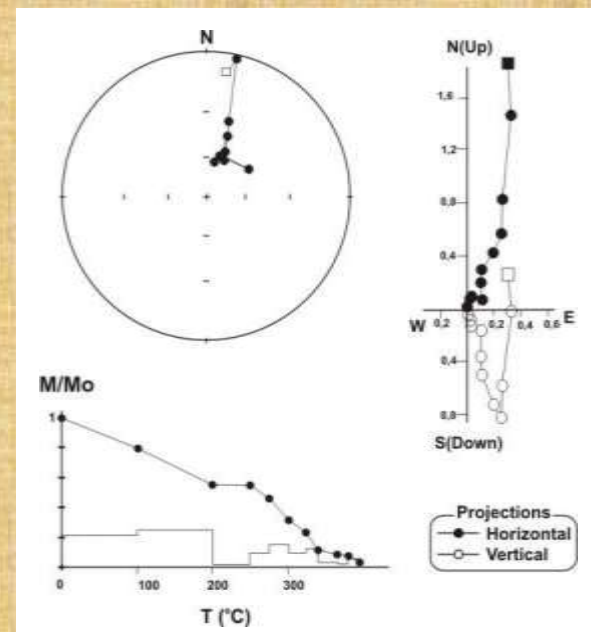 N
N(Up)
1,6
1,2
0,8
0,4
W 0,2 0,2 0,4 0,6 E
0,4
0,8
S(Down)
M/Mo
1
0 100 200 300
T (°C)
Projections
Horizontal
Vertical